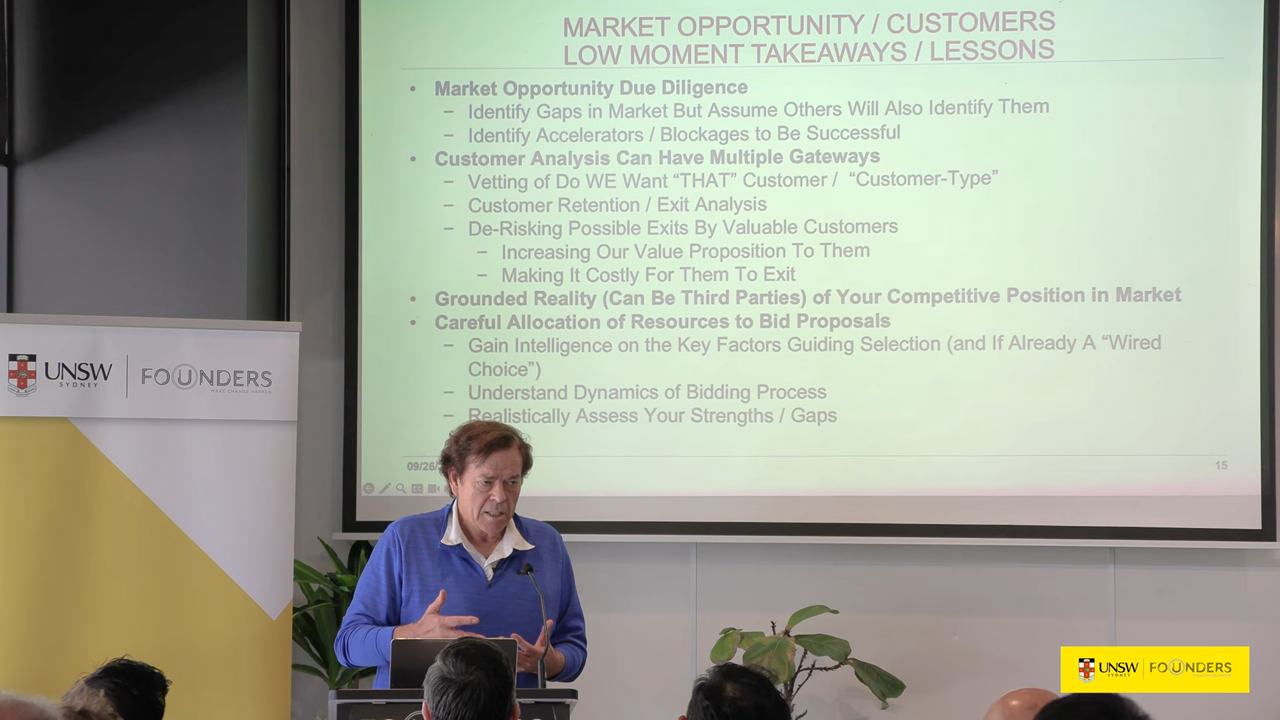 MARKET OPPORTUNITY / CUSTOMERS
LOW MOMENT TAKEAWAYS / LESSONS
• Market Opportunity Due Diligence
– Identify Gaps in Market But Assume Others Will Also Identify Them
– Identify Accelerators / Blockages to Be Successful
• Customer Analysis Can Have Multiple Gateways
– Vetting of Do WE Want “THAT” Customer / “Customer-Type”
– Customer Retention / Exit Analysis
– De-Risking Possible Exits By Valuable Customers
– Increasing Our Value Proposition To Them
– Making It Costly For Them To Exit
• Grounded Reality (Can Be Third Parties) of Your Competitive Position in Market
• Careful Allocation of Resources to Bid Proposals
– Gain Intelligence on the Key Factors Guiding Selection (and If Already A “Wired
Choice”)
– Understand Dynamics of Bidding Process
– Realistically Assess Your Strengths / Gaps
09/26/
15
UNSW
SYDNEY
FOUNDERS
MAKE CHANGE HAPPEN
UNSW
SYDNEY
FOUNDERS